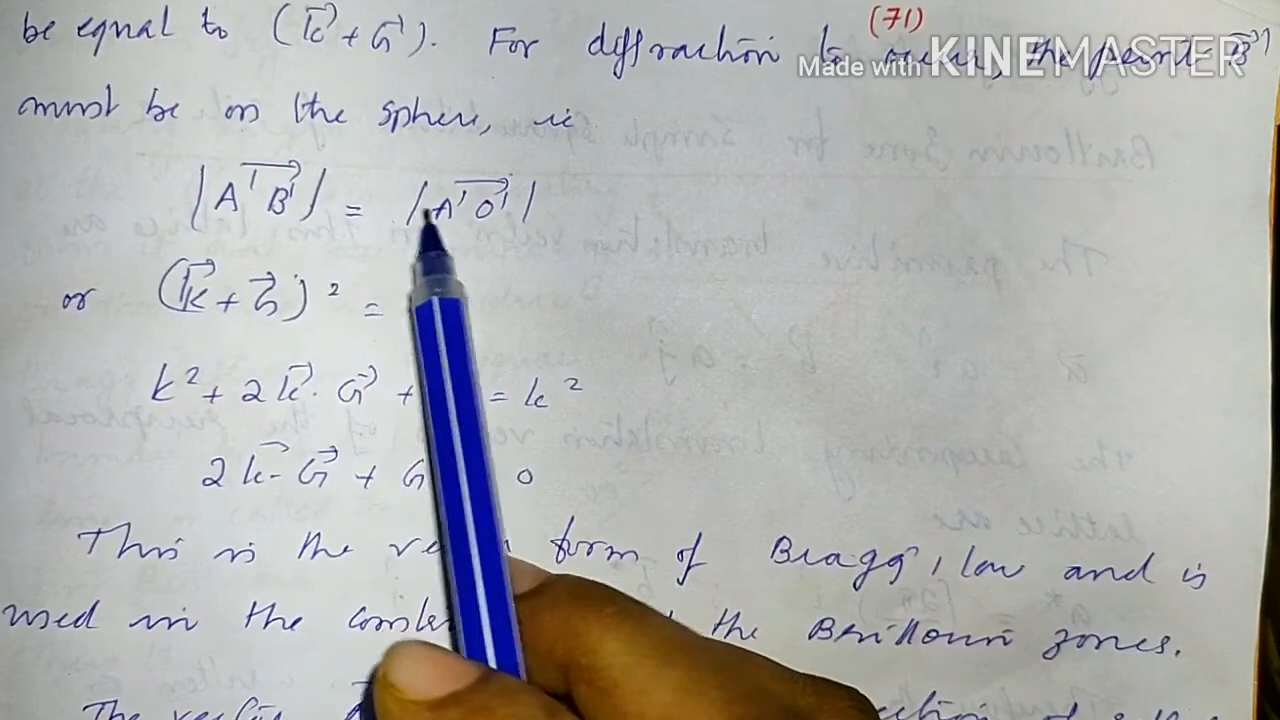 (71)
be equal to (k⃗ + G⃗). For diffraction to occur, the point B'
Made with KINEMASTER
must be on the sphere, ie
|A'B'| = |A'O'|
or (k⃗ + G⃗)² =
k² + 2k⃗. G⃗ + = k²
2k⃗- G⃗ + G 0
This is the form of Bragg's law and is
used in the the Brillouin zones.
The